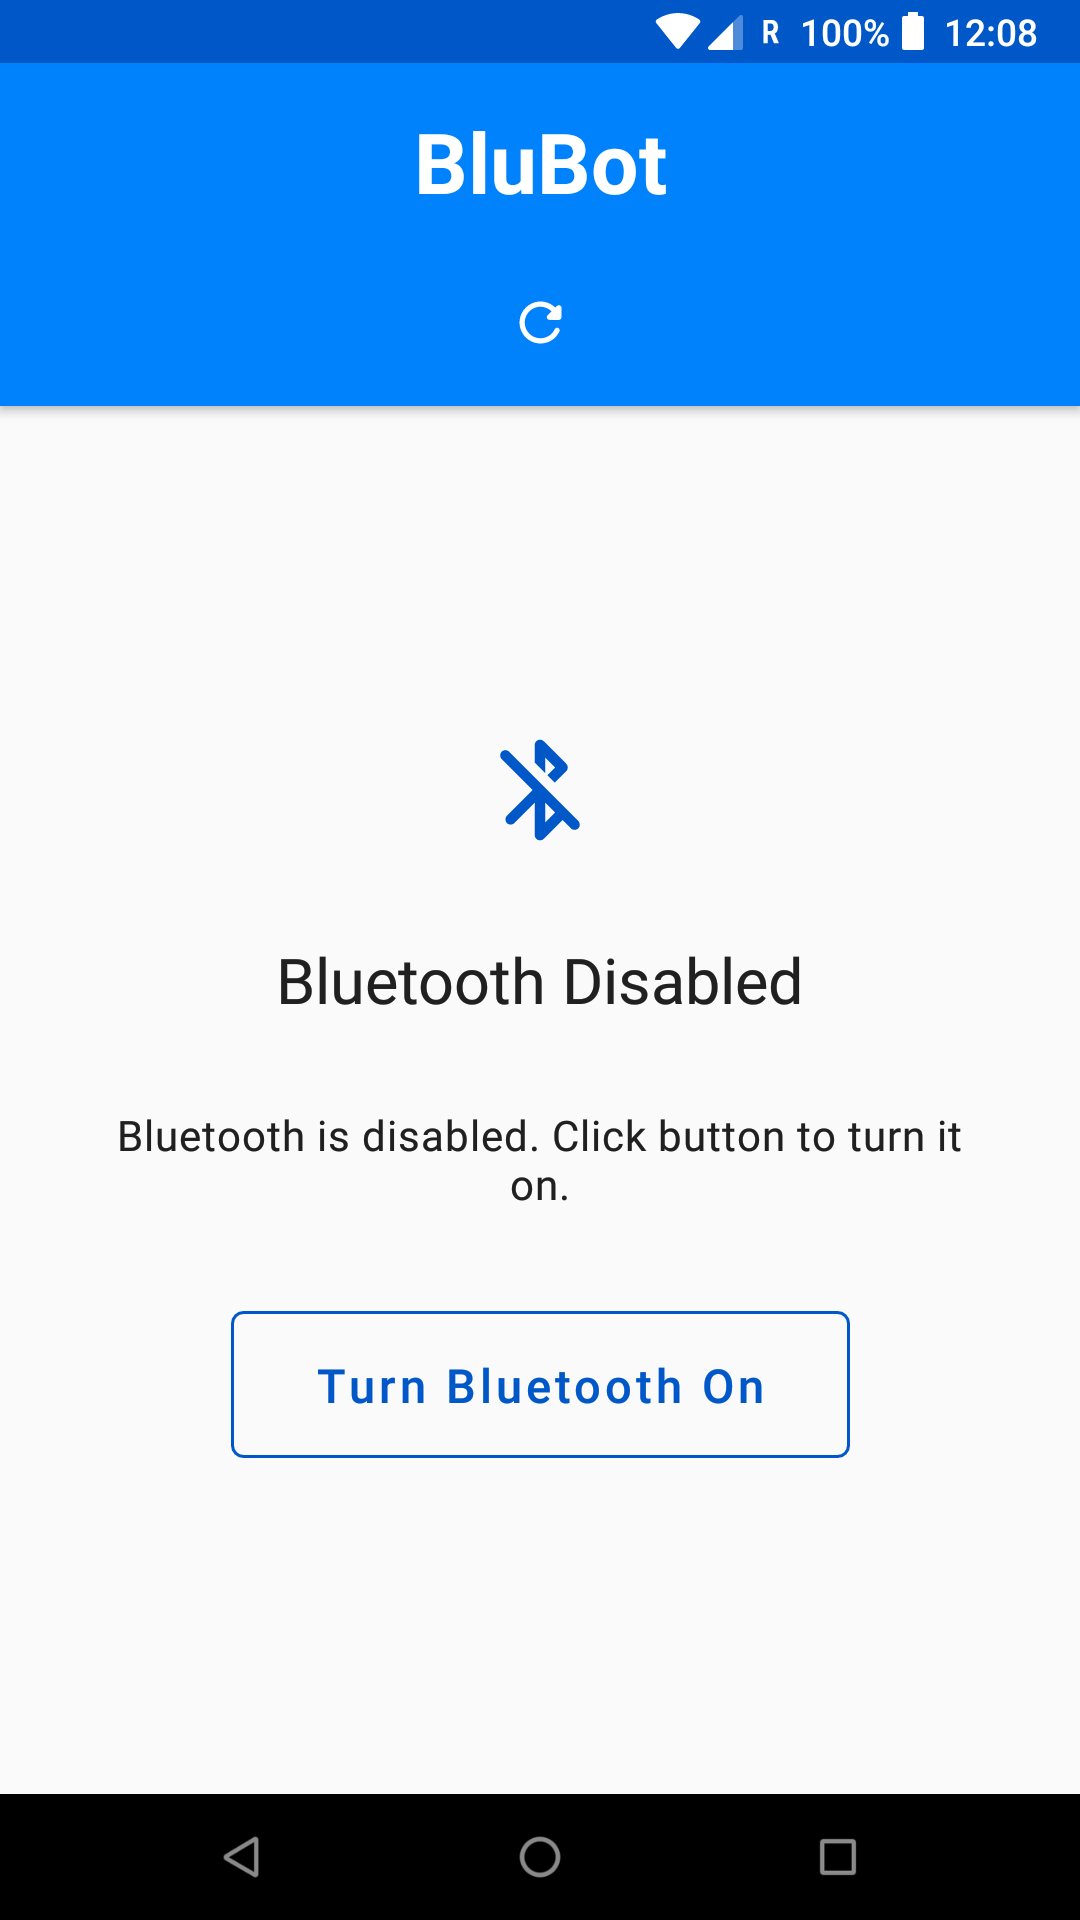 R 100% 12:08
BluBot
Bluetooth Disabled
Bluetooth is disabled. Click button to turn it
on.
Turn Bluetooth On